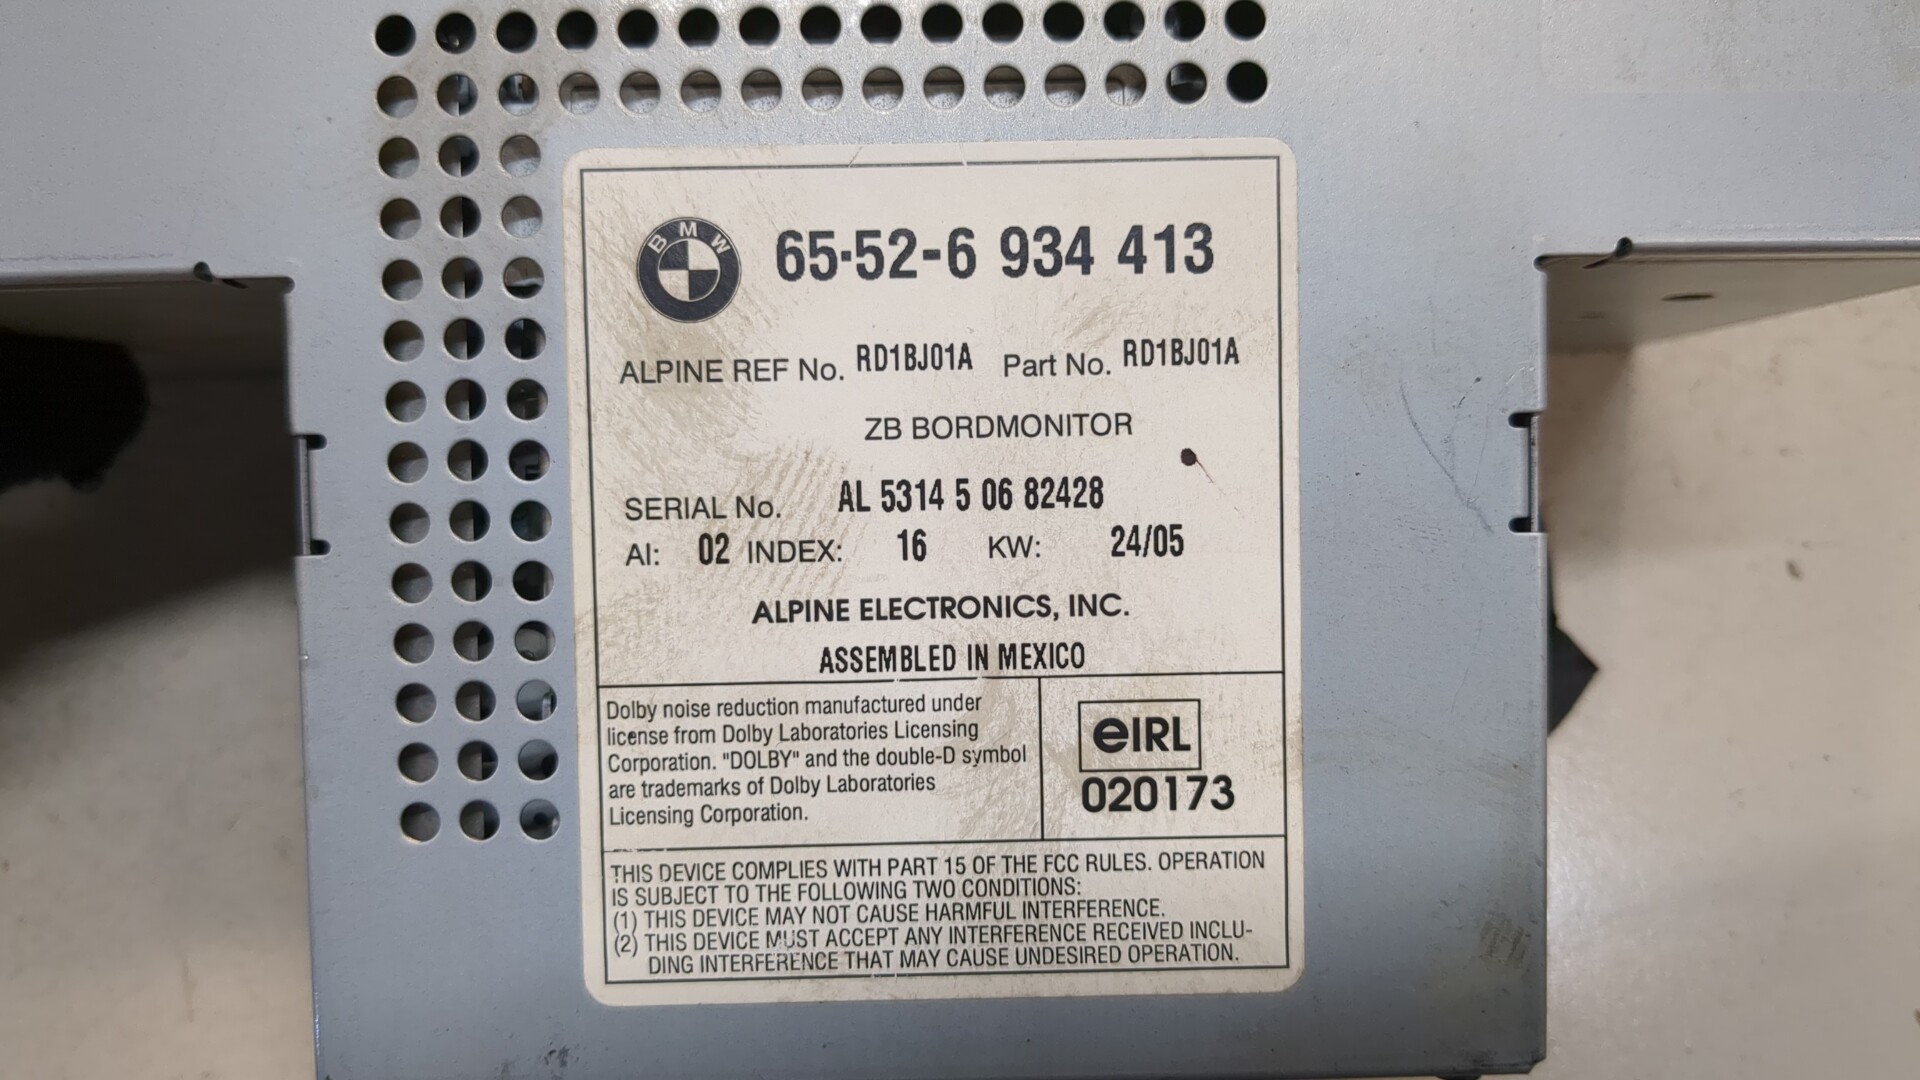 BMW
65-52-6 934 413
ALPINE REF No. RD1BJ01A Part No. RD1BJ01A
ZB BORDMONITOR
SERIAL No. AL 5314 5 06 82428
AI: 02 INDEX: 16 KW: 24/05
ALPINE ELECTRONICS, INC.
ASSEMBLED IN MEXICO
Dolby noise reduction manufactured under
license from Dolby Laboratories Licensing
Corporation. "DOLBY" and the double-D symbol
are trademarks of Dolby Laboratories
Licensing Corporation.
eIRL
020173
THIS DEVICE COMPLIES WITH PART 15 OF THE FCC RULES. OPERATION
IS SUBJECT TO THE FOLLOWING TWO CONDITIONS:
(1) THIS DEVICE MAY NOT CAUSE HARMFUL INTERFERENCE.
(2) THIS DEVICE MUST ACCEPT ANY INTERFERENCE RECEIVED INCLU-
DING INTERFERENCE THAT MAY CAUSE UNDESIRED OPERATION.